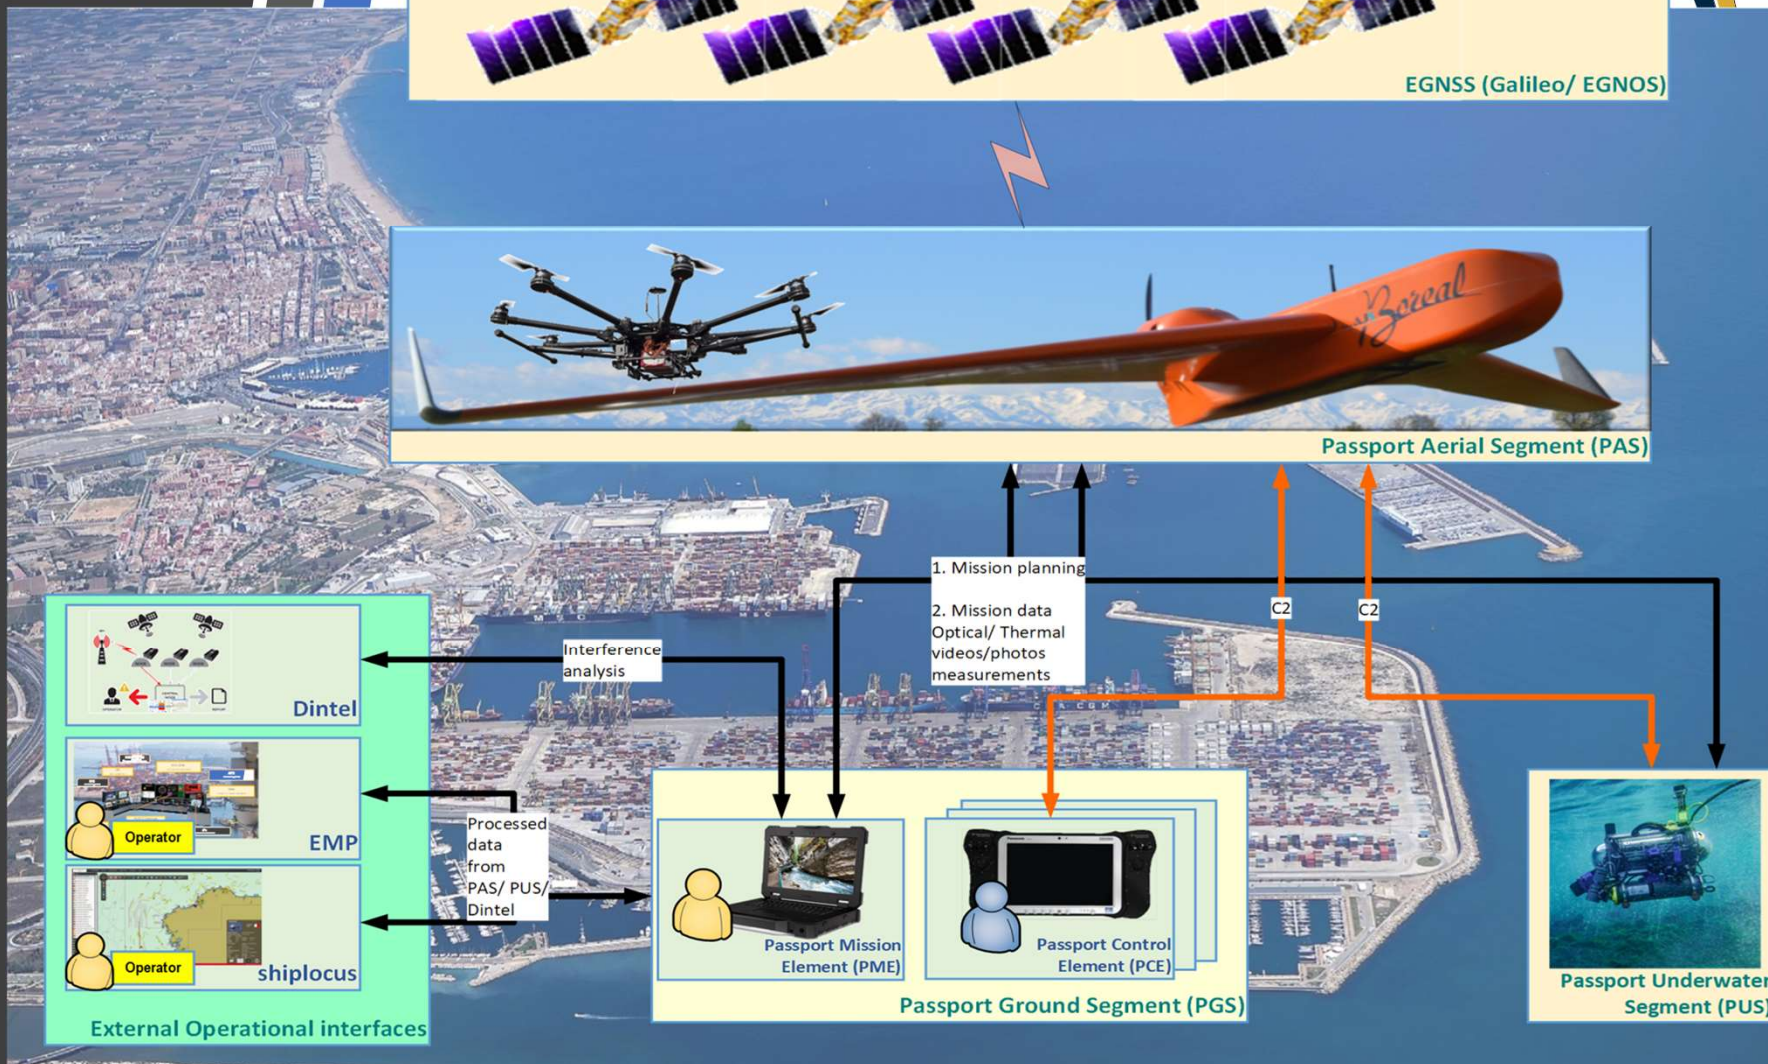 EGNSS (Galileo/ EGNOS)
Boreal
Passport Aerial Segment (PAS)
1. Mission planning
2. Mission data
Optical/ Thermal
videos/photos
measurements
C2
C2
Interference
analysis
Dintel
Operator
EMP
Operator
shiplocus
External Operational interfaces
Processed
data
from
PAS/ PUS/
Dintel
Passport Mission
Element (PME)
Passport Control
Element (PCE)
Passport Ground Segment (PGS)
Passport Underwater
Segment (PUS)